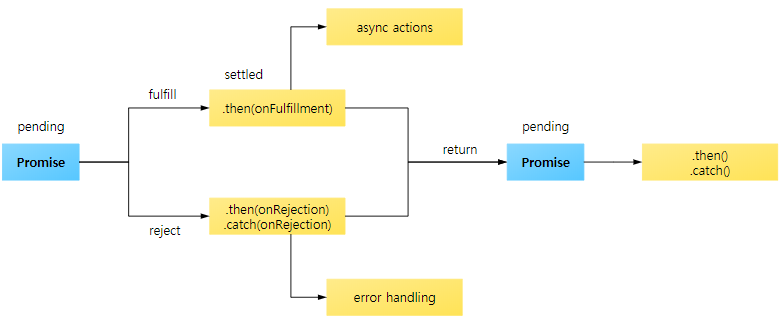 async actions
settled
fulfill
.then(onFulfillment)
pending
Promise
return
pending
Promise
.then()
.catch()
.then(onRejection)
.catch(onRejection)
reject
error handling